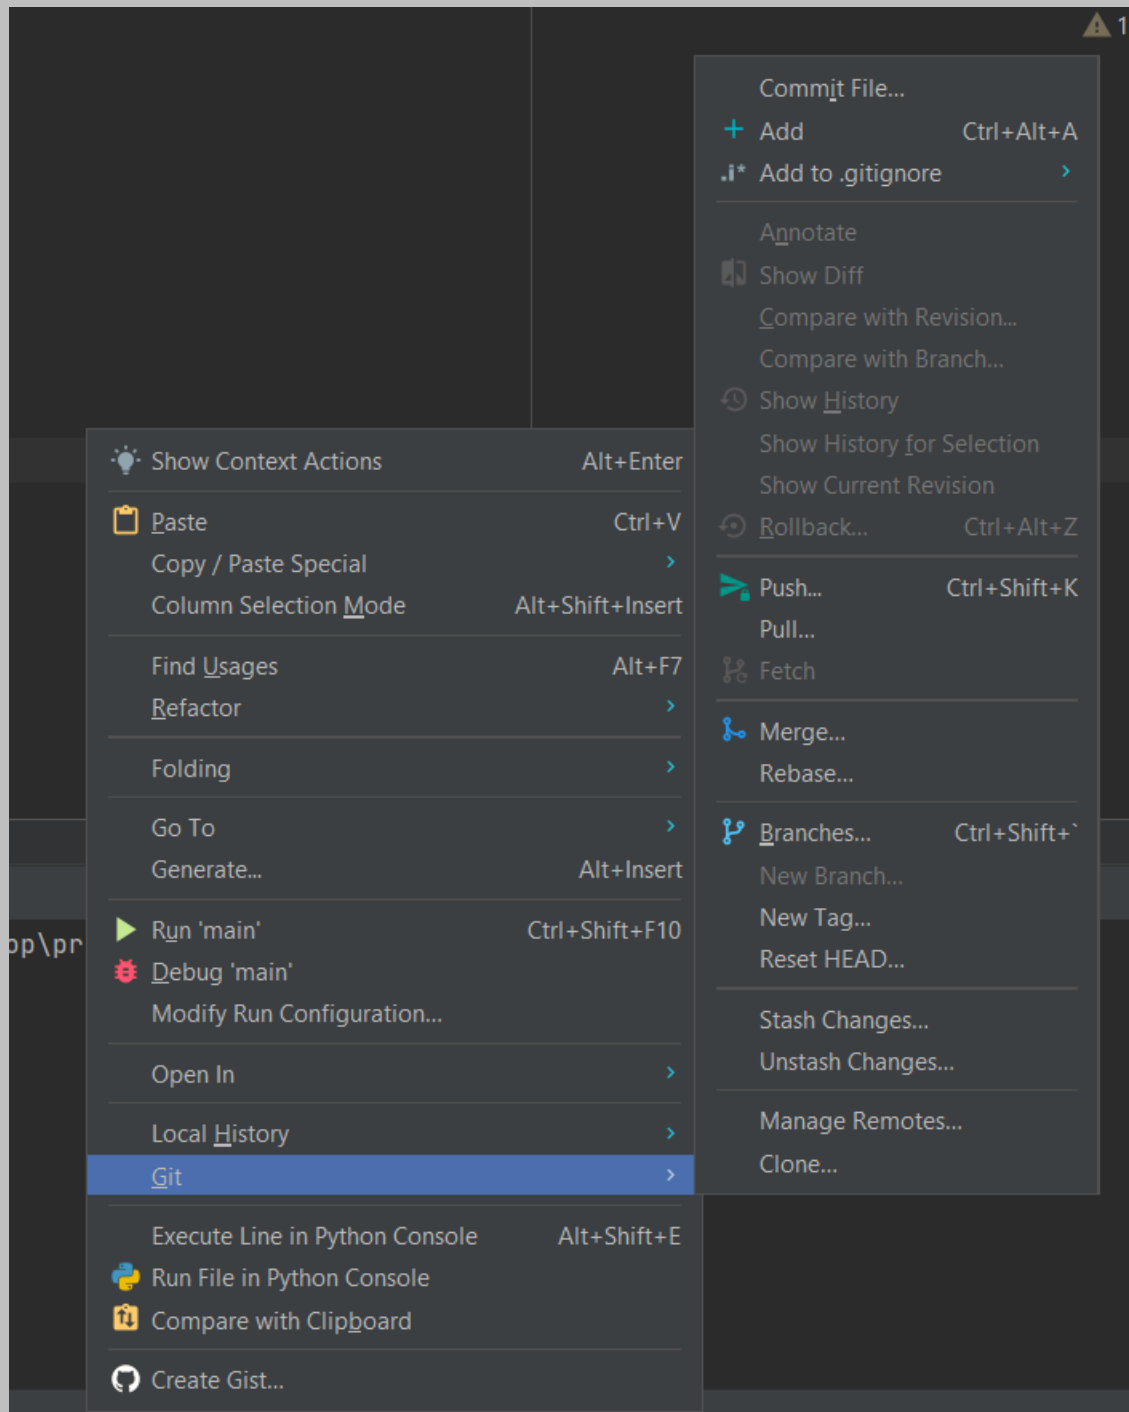 1
Commit File...
Add Ctrl+Alt+A
.i* Add to .gitignore
Annotate
Show Diff
Compare with Revision...
Compare with Branch...
Show History
Show History for Selection
Show Current Revision
Rollback... Ctrl+Alt+Z
Push... Ctrl+Shift+K
Pull...
Fetch
Merge...
Rebase...
Branches... Ctrl+Shift+`
New Branch...
New Tag...
Reset HEAD...
Stash Changes...
Unstash Changes...
Manage Remotes...
Clone...
Show Context Actions Alt+Enter
Paste Ctrl+V
Copy / Paste Special
Column Selection Mode Alt+Shift+Insert
Find Usages Alt+F7
Refactor
Folding
Go To
Generate... Alt+Insert
Run 'main' Ctrl+Shift+F10
Debug 'main'
Modify Run Configuration...
Open In
Local History
Git
Execute Line in Python Console Alt+Shift+E
Run File in Python Console
Compare with Clipboard
Create Gist...
op\pr